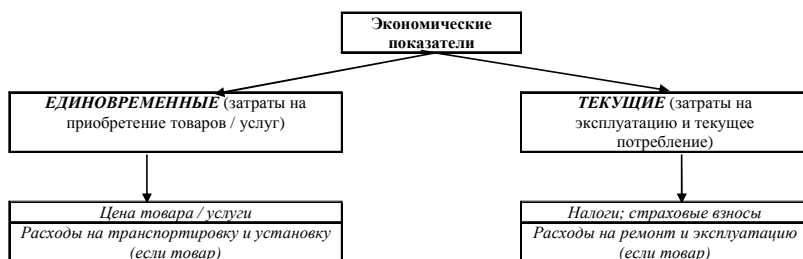 Экономические
показатели
ЕДИНОВРЕМЕННЫЕ (затраты на
приобретение товаров / услуг)
ТЕКУЩИЕ (затраты на
эксплуатацию и текущее
потребление)
Цена товара / услуги
Расходы на транспортировку и установку
(если товар)
Налоги; страховые взносы
Расходы на ремонт и эксплуатацию
(если товар)